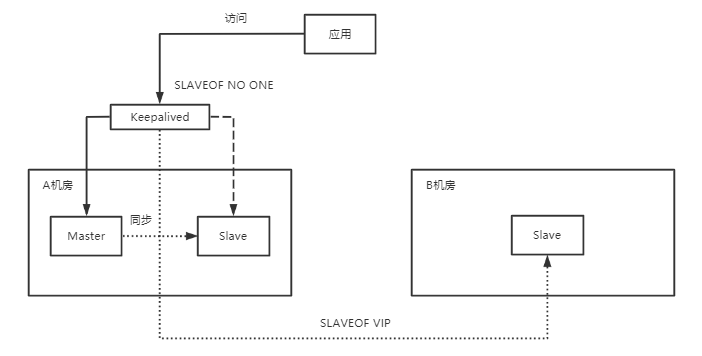 访问
应用
SLAVEOF NO ONE
Keepalived
A机房
B机房
Master
同步
Slave
Slave
SLAVEOF VIP